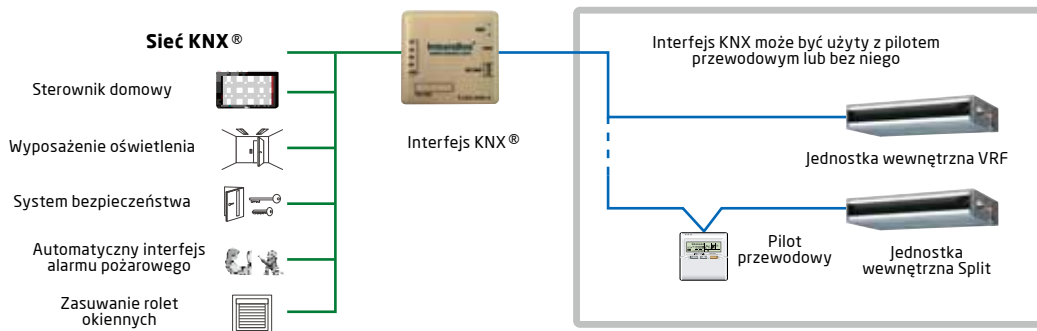 Sieć KNX®
Sterownik domowy
Wyposażenie oświetlenia
System bezpieczeństwa
Automatyczny interfejs
alarmu pożarowego
Zasuwanie rolet
okiennych
Interfejs KNX®
Interfejs KNX może być użyty z pilotem
przewodowym lub bez niego
Jednostka wewnętrzna VRF
Pilot
przewodowy
Jednostka
wewnętrzna Split